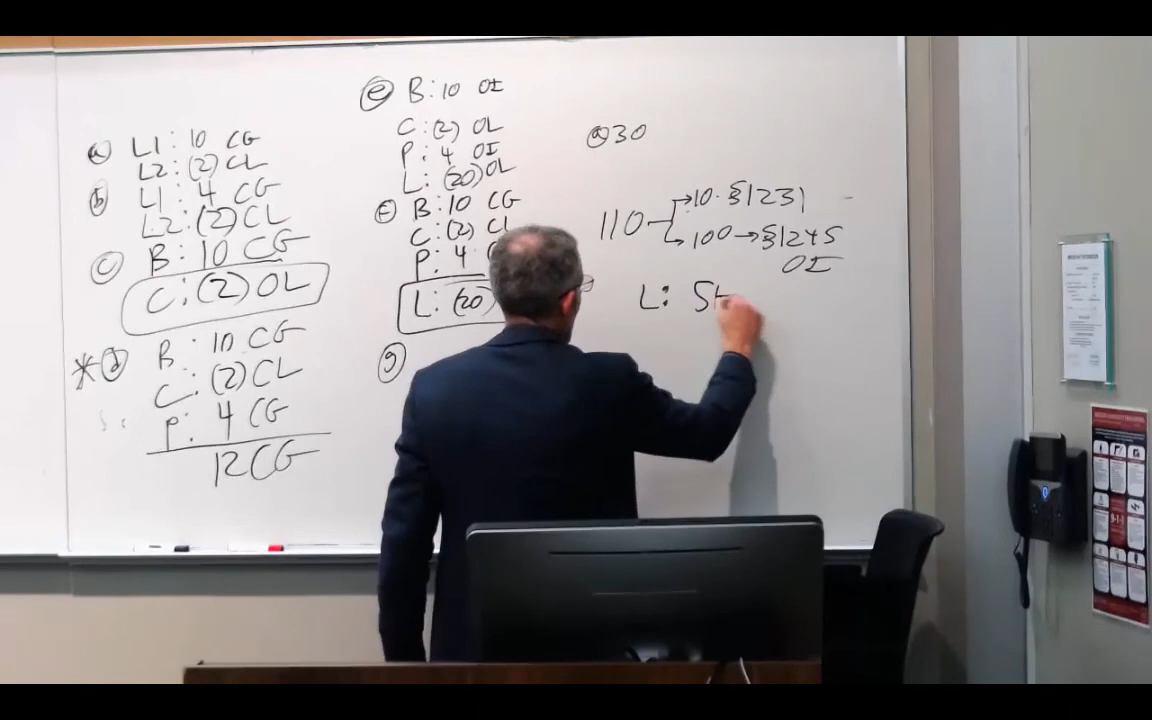 ⓐ L1: 10 CG
L2: (2) CL
ⓑ L1: 4 CG
L2: (2) CL
ⓒ B: 10 CG
C: (2) OL
*ⓓ B: 10 CG
C: (2) CL
P: 4 CG
12 CG
ⓔ B: 10 OI
C: (2) OL
P: 4 OI
L: (20) OL
ⓕ B: 10 CG
C: (2) CL
P: 4
L: (20)
ⓖ
ⓐ 30
110 → 10 · §1231
→ 100 → §1245
OI
L: